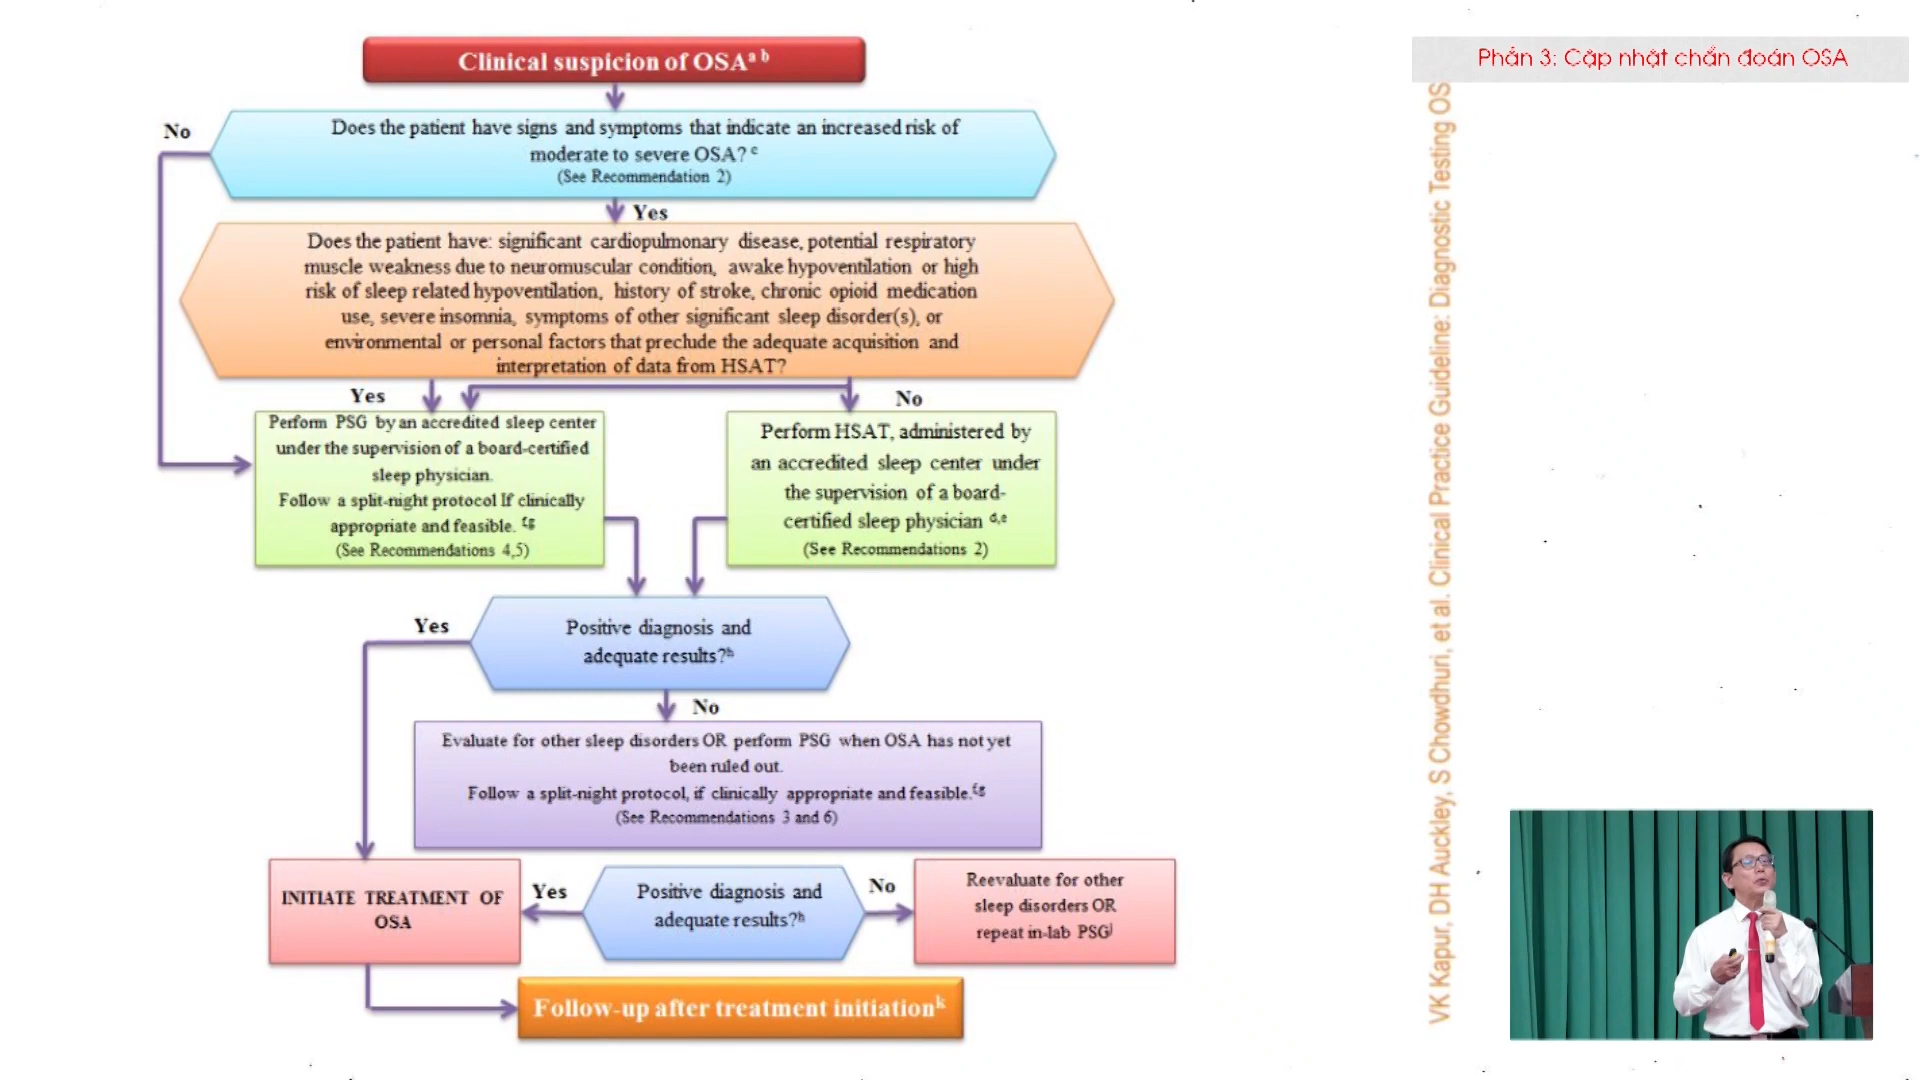 Clinical suspicion of OSAᵃ ᵇ
Phần 3: Cập nhật chẩn đoán OSA
No
Does the patient have signs and symptoms that indicate an increased risk of
moderate to severe OSA? ᶜ
(See Recommendation 2)
Yes
Does the patient have: significant cardiopulmonary disease, potential respiratory
muscle weakness due to neuromuscular condition, awake hypoventilation or high
risk of sleep related hypoventilation, history of stroke, chronic opioid medication
use, severe insomnia, symptoms of other significant sleep disorder(s), or
environmental or personal factors that preclude the adequate acquisition and
interpretation of data from HSAT?
Yes
No
Perform PSG by an accredited sleep center
under the supervision of a board-certified
sleep physician.
Follow a split-night protocol If clinically
appropriate and feasible. ᶠᵍ
(See Recommendations 4,5)
Perform HSAT, administered by
an accredited sleep center under
the supervision of a board-
certified sleep physician ᵈ,ᵉ
(See Recommendations 2)
Yes
Positive diagnosis and
adequate results?ʰ
No
Evaluate for other sleep disorders OR perform PSG when OSA has not yet
been ruled out.
Follow a split-night protocol, if clinically appropriate and feasible.ᶠᵍ
(See Recommendations 3 and 6)
INITIATE TREATMENT OF
OSA
Yes
Positive diagnosis and
adequate results?ʰ
No
Reevaluate for other
sleep disorders OR
repeat in-lab PSGʲ
Follow-up after treatment initiationᵏ
VK Kapur, DH Auckley, S Chowdhuri, et al. Clinical Practice Guideline: Diagnostic Testing OS